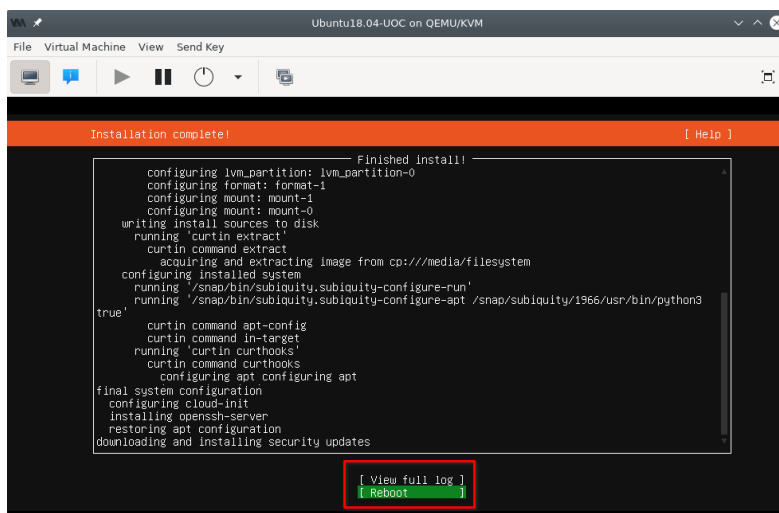 Ubuntu18.04-UOC on QEMU/KVM
File Virtual Machine View Send Key
Installation complete! [ Help ]
Finished install!
configuring lvm_partition: lvm_partition-0
configuring format: format-1
configuring mount: mount-1
configuring mount: mount-0
writing install sources to disk
running 'curtin extract'
curtin command extract
acquiring and extracting image from cp:///media/filesystem
configuring installed system
running '/snap/bin/subiquity.subiquity-configure-run'
running '/snap/bin/subiquity.subiquity-configure-apt /snap/subiquity/1966/usr/bin/python3
true'
curtin command apt-config
curtin command in-target
running 'curtin curthooks'
curtin command curthooks
configuring apt configuring apt
final system configuration
configuring cloud-init
installing openssh-server
restoring apt configuration
downloading and installing security updates
[ View full log ]
[ Reboot ]